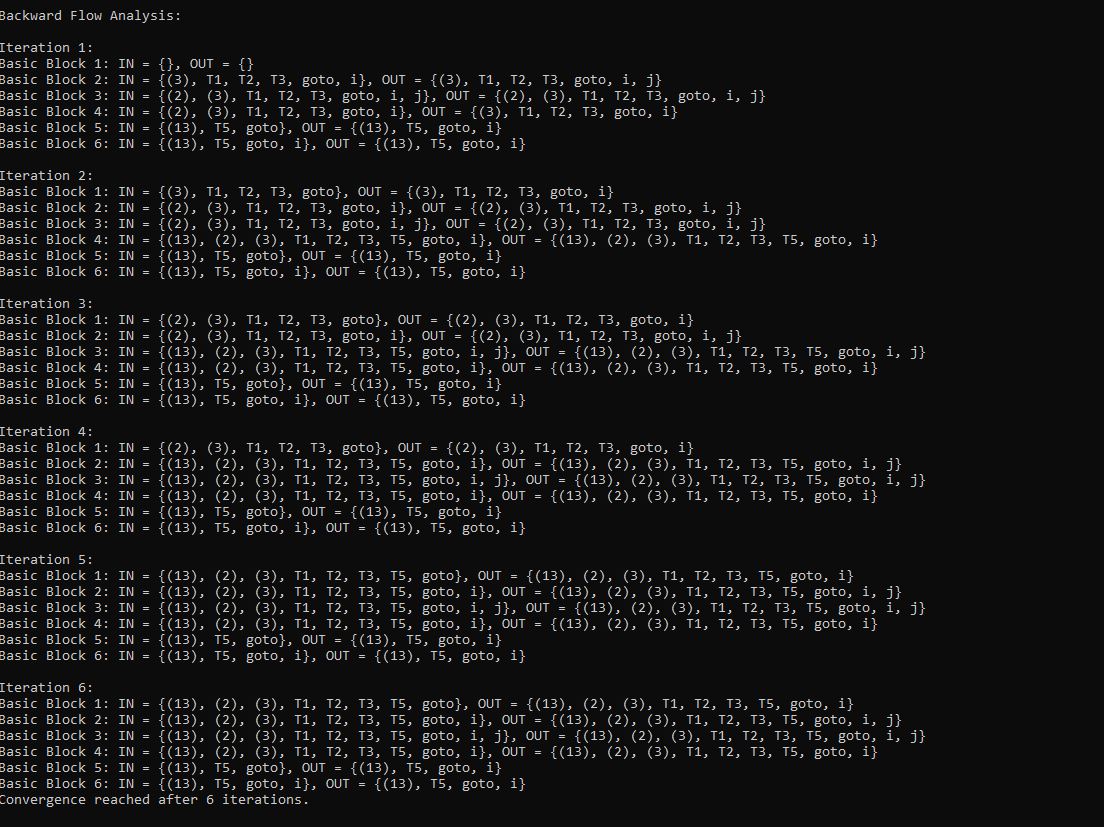 Backward Flow Analysis:
Iteration 1:
Basic Block 1: IN = {}, OUT = {}
Basic Block 2: IN = {(3), T1, T2, T3, goto, i}, OUT = {(3), T1, T2, T3, goto, i, j}
Basic Block 3: IN = {(2), (3), T1, T2, T3, goto, i, j}, OUT = {(2), (3), T1, T2, T3, goto, i, j}
Basic Block 4: IN = {(2), (3), T1, T2, T3, goto, i}, OUT = {(3), T1, T2, T3, goto, i}
Basic Block 5: IN = {(13), T5, goto}, OUT = {(13), T5, goto, i}
Basic Block 6: IN = {(13), T5, goto, i}, OUT = {(13), T5, goto, i}
Iteration 2:
Basic Block 1: IN = {(3), T1, T2, T3, goto}, OUT = {(3), T1, T2, T3, goto, i}
Basic Block 2: IN = {(2), (3), T1, T2, T3, goto, i}, OUT = {(2), (3), T1, T2, T3, goto, i, j}
Basic Block 3: IN = {(2), (3), T1, T2, T3, goto, i, j}, OUT = {(2), (3), T1, T2, T3, goto, i, j}
Basic Block 4: IN = {(13), (2), (3), T1, T2, T3, T5, goto, i}, OUT = {(13), (2), (3), T1, T2, T3, T5, goto, i}
Basic Block 5: IN = {(13), T5, goto}, OUT = {(13), T5, goto, i}
Basic Block 6: IN = {(13), T5, goto, i}, OUT = {(13), T5, goto, i}
Iteration 3:
Basic Block 1: IN = {(2), (3), T1, T2, T3, goto}, OUT = {(2), (3), T1, T2, T3, goto, i}
Basic Block 2: IN = {(2), (3), T1, T2, T3, goto, i}, OUT = {(2), (3), T1, T2, T3, goto, i, j}
Basic Block 3: IN = {(13), (2), (3), T1, T2, T3, T5, goto, i, j}, OUT = {(13), (2), (3), T1, T2, T3, T5, goto, i, j}
Basic Block 4: IN = {(13), (2), (3), T1, T2, T3, T5, goto, i}, OUT = {(13), (2), (3), T1, T2, T3, T5, goto, i}
Basic Block 5: IN = {(13), T5, goto}, OUT = {(13), T5, goto, i}
Basic Block 6: IN = {(13), T5, goto, i}, OUT = {(13), T5, goto, i}
Iteration 4:
Basic Block 1: IN = {(2), (3), T1, T2, T3, goto}, OUT = {(2), (3), T1, T2, T3, goto, i}
Basic Block 2: IN = {(13), (2), (3), T1, T2, T3, T5, goto, i}, OUT = {(13), (2), (3), T1, T2, T3, T5, goto, i, j}
Basic Block 3: IN = {(13), (2), (3), T1, T2, T3, T5, goto, i, j}, OUT = {(13), (2), (3), T1, T2, T3, T5, goto, i, j}
Basic Block 4: IN = {(13), (2), (3), T1, T2, T3, T5, goto, i}, OUT = {(13), (2), (3), T1, T2, T3, T5, goto, i}
Basic Block 5: IN = {(13), T5, goto}, OUT = {(13), T5, goto, i}
Basic Block 6: IN = {(13), T5, goto, i}, OUT = {(13), T5, goto, i}
Iteration 5:
Basic Block 1: IN = {(13), (2), (3), T1, T2, T3, T5, goto}, OUT = {(13), (2), (3), T1, T2, T3, T5, goto, i}
Basic Block 2: IN = {(13), (2), (3), T1, T2, T3, T5, goto, i}, OUT = {(13), (2), (3), T1, T2, T3, T5, goto, i, j}
Basic Block 3: IN = {(13), (2), (3), T1, T2, T3, T5, goto, i, j}, OUT = {(13), (2), (3), T1, T2, T3, T5, goto, i, j}
Basic Block 4: IN = {(13), (2), (3), T1, T2, T3, T5, goto, i}, OUT = {(13), (2), (3), T1, T2, T3, T5, goto, i}
Basic Block 5: IN = {(13), T5, goto}, OUT = {(13), T5, goto, i}
Basic Block 6: IN = {(13), T5, goto, i}, OUT = {(13), T5, goto, i}
Iteration 6:
Basic Block 1: IN = {(13), (2), (3), T1, T2, T3, T5, goto}, OUT = {(13), (2), (3), T1, T2, T3, T5, goto, i}
Basic Block 2: IN = {(13), (2), (3), T1, T2, T3, T5, goto, i}, OUT = {(13), (2), (3), T1, T2, T3, T5, goto, i, j}
Basic Block 3: IN = {(13), (2), (3), T1, T2, T3, T5, goto, i, j}, OUT = {(13), (2), (3), T1, T2, T3, T5, goto, i, j}
Basic Block 4: IN = {(13), (2), (3), T1, T2, T3, T5, goto, i}, OUT = {(13), (2), (3), T1, T2, T3, T5, goto, i}
Basic Block 5: IN = {(13), T5, goto}, OUT = {(13), T5, goto, i}
Basic Block 6: IN = {(13), T5, goto, i}, OUT = {(13), T5, goto, i}
Convergence reached after 6 iterations.